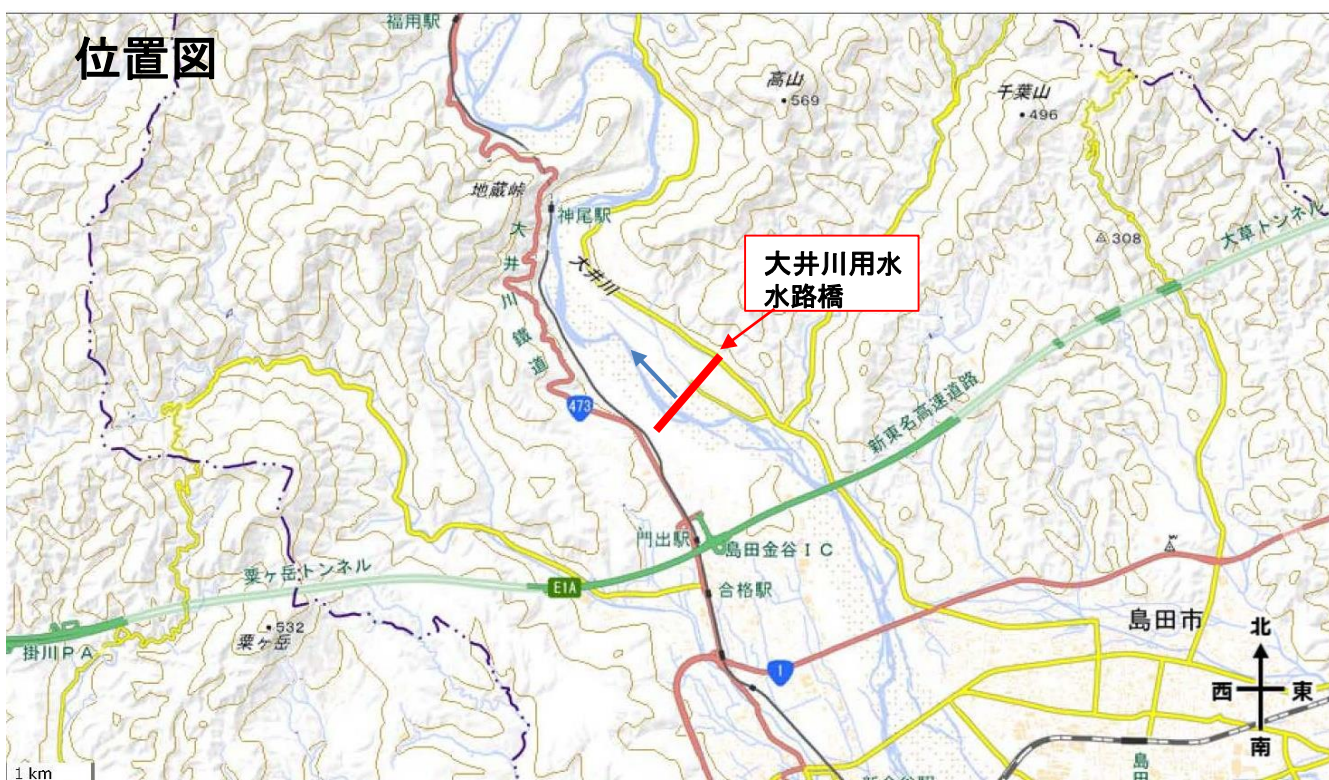 位置図
福用駅
高山
569
千葉山
496
地蔵峠
神尾駅
308
大草トンネル
大井川鐵道
大井川
大井川用水
水路橋
473
新東名高速道路
門出駅
島田金谷IC
粟ヶ岳トンネル
E1A
合格駅
532
粟ヶ岳
掛川PA
島田市
1
北
西
東
南
島
田
1 km